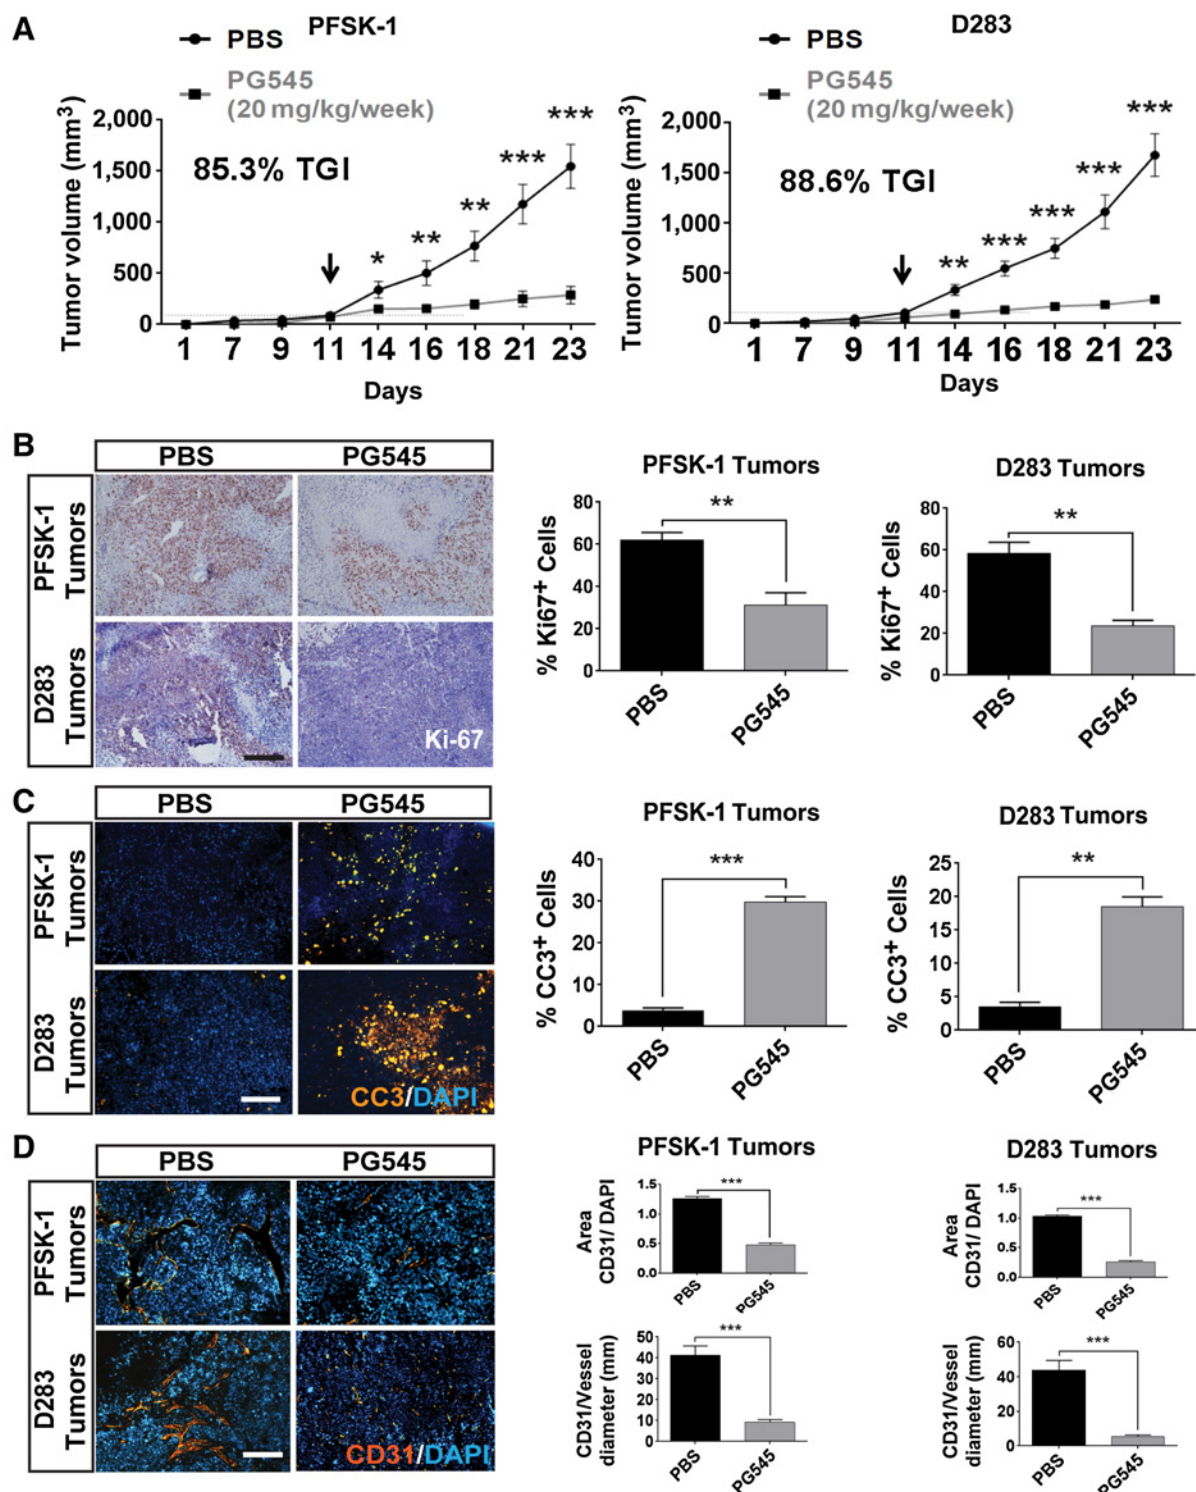 A
PFSK-1
PBS
PG545
(20 mg/kg/week)
Tumor volume (mm3)
2,000
1,500
1,000
500
0
85.3% TGI
*
**
**
***
***
1 7 9 11 14 16 18 21 23
Days
D283
PBS
PG545
(20 mg/kg/week)
Tumor volume (mm3)
2,000
1,500
1,000
500
0
88.6% TGI
**
***
***
***
***
1 7 9 11 14 16 18 21 23
Days
B
PBS PG545
PFSK-1
Tumors
D283
Tumors
Ki-67
PFSK-1 Tumors
% Ki67+ Cells
80
60
40
20
0
**
PBS
PG545
D283 Tumors
% Ki67+ Cells
80
60
40
20
0
**
PBS
PG545
C
PBS PG545
PFSK-1
Tumors
D283
Tumors
CC3/DAPI
PFSK-1 Tumors
% CC3+ Cells
40
30
20
10
0
***
PBS
PG545
D283 Tumors
% CC3+ Cells
25
20
15
10
5
0
**
PBS
PG545
D
PBS PG545
PFSK-1
Tumors
D283
Tumors
CD31/DAPI
PFSK-1 Tumors
Area
CD31/ DAPI
1.5
1.0
0.5
0.0
***
PBS
PG545
CD31/Vessel
diameter (mm)
50
40
30
20
10
0
***
PBS
PG545
D283 Tumors
Area
CD31/ DAPI
1.5
1.0
0.5
0.0
***
PBS
PG545
CD31/Vessel
diameter (mm)
60
40
20
0
***
PBS
PG545